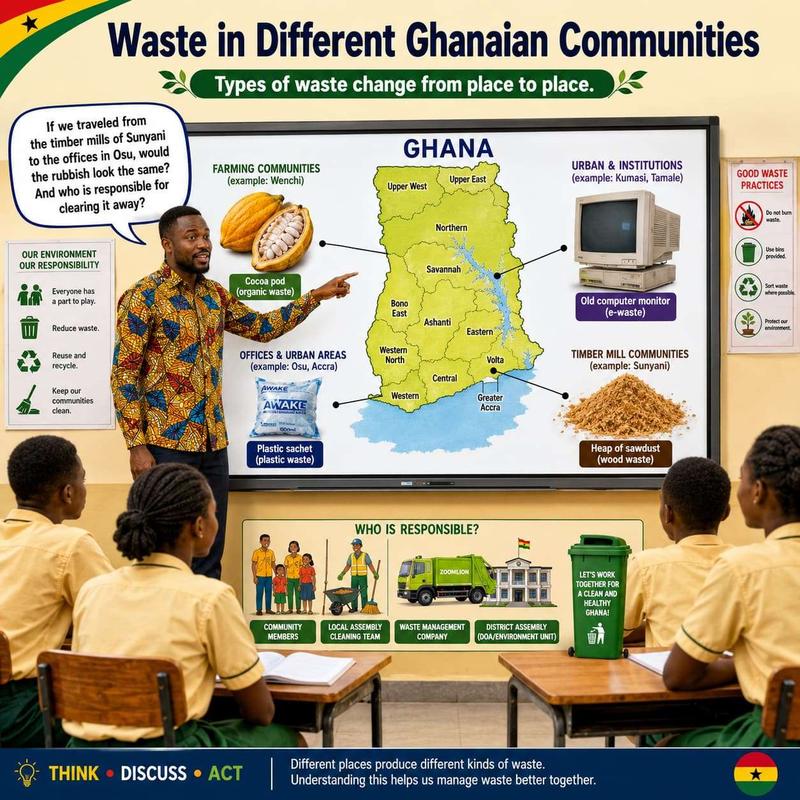 Waste in Different Ghanaian Communities
Types of waste change from place to place.
If we traveled from
the timber mills of Sunyani
to the offices in Osu, would
the rubbish look the same?
And who is responsible for
clearing it away?
OUR ENVIRONMENT
OUR RESPONSIBILITY
Everyone has
a part to play.
Reduce waste.
Reuse and
recycle.
Keep our
communities
clean.
GHANA
FARMING COMMUNITIES
(example: Wenchi)
Cocoa pod
(organic waste)
OFFICES & URBAN AREAS
(example: Osu, Accra)
AWAKE
AWAKE
500ml
Plastic sachet
(plastic waste)
Upper West
Upper East
Northern
Savannah
Bono
East
Ashanti
Eastern
Western
North
Volta
Central
Western
Greater
Accra
URBAN & INSTITUTIONS
(example: Kumasi, Tamale)
Old computer monitor
(e-waste)
TIMBER MILL COMMUNITIES
(example: Sunyani)
Heap of sawdust
(wood waste)
GOOD WASTE
PRACTICES
Do not burn
waste.
Use bins
provided.
Sort waste
where possible.
Protect our
environment.
WHO IS RESPONSIBLE?
ZOOMLION
COMMUNITY
MEMBERS
LOCAL ASSEMBLY
CLEANING TEAM
WASTE MANAGEMENT
COMPANY
DISTRICT ASSEMBLY
(DOA/ENVIRONMENT UNIT)
LET'S WORK
TOGETHER FOR
A CLEAN AND
HEALTHY
GHANA!
THINK • DISCUSS • ACT
Different places produce different kinds of waste.
Understanding this helps us manage waste better together.